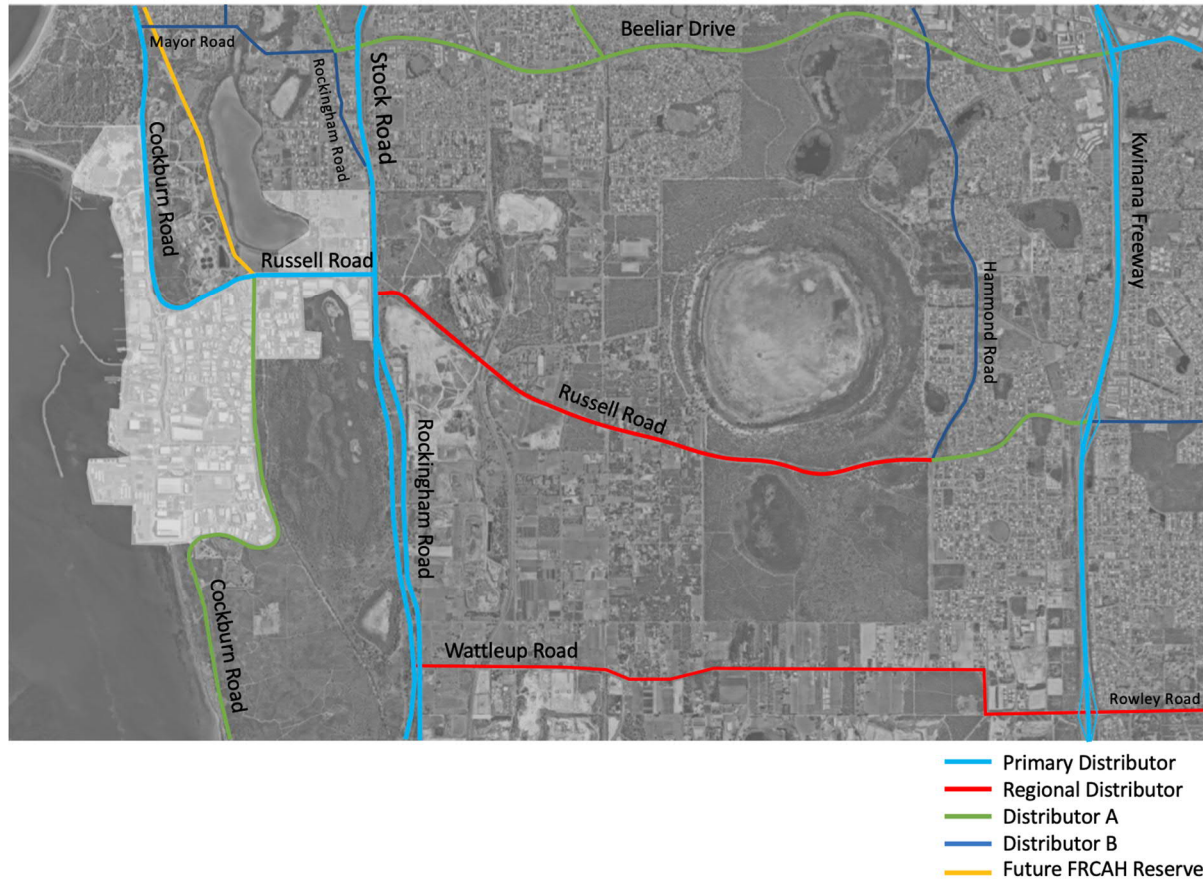 Beeliar Drive
Mayor Road
Stock Road
Rockingham Road
Cockburn Road
Kwinana Freeway
Russell Road
Hammond Road
Russell Road
Rockingham Road
Cockburn Road
Wattleup Road
Rowley Road
Primary Distributor
Regional Distributor
Distributor A
Distributor B
Future FRCAH Reserve